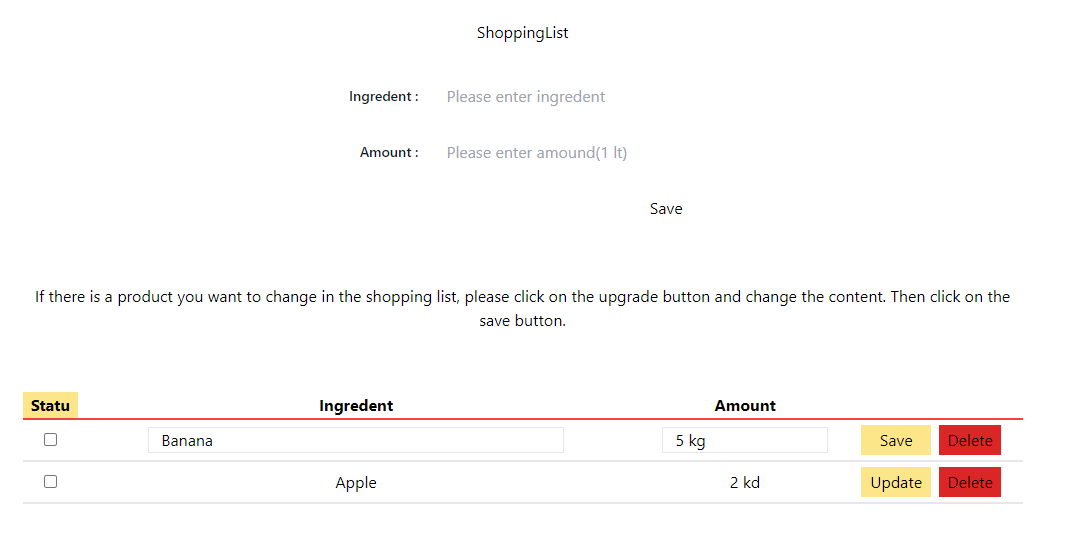 ShoppingList
Ingredent : Please enter ingredent
Amount : Please enter amound(1 lt)
Save
If there is a product you want to change in the shopping list, please click on the upgrade button and change the content. Then click on the
save button.
Statu Ingredent Amount
Banana 5 kg Save Delete
Apple 2 kd Update Delete